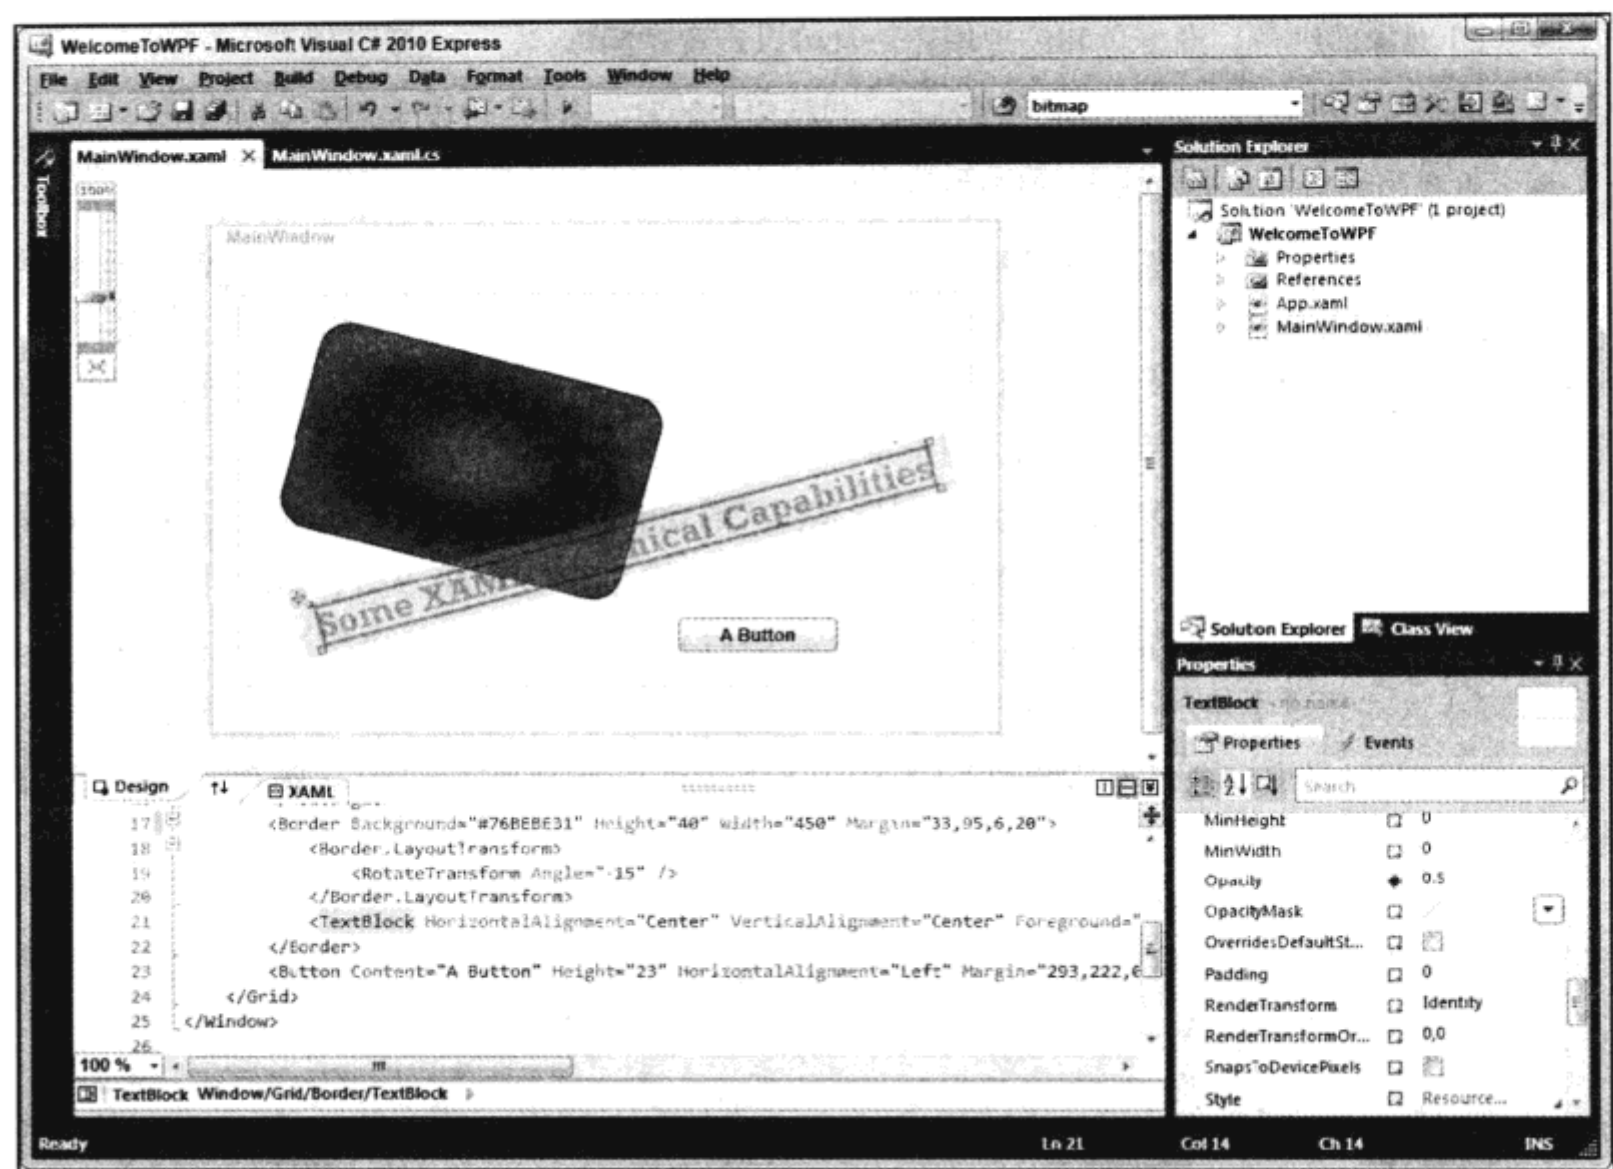 WelcomeToWPF - Microsoft Visual C# 2010 Express
File Edit View Project Build Debug Data Format Tools Window Help
bitmap
Toolbox
MainWindow.xaml MainWindow.xaml.cs
100%
MainWindow
Some XAML nical Capabilities
A Button
Design XAML
17 <Border Background="#76BEBE31" Height="40" Width="450" Margin="33,95,6,20">
18 <Border.LayoutTransform>
19 <RotateTransform Angle="-15" />
20 </Border.LayoutTransform>
21 <TextBlock HorizontalAlignment="Center" VerticalAlignment="Center" Foreground="
22 </Border>
23 <Button Content="A Button" Height="23" HorizontalAlignment="Left" Margin="293,222,0
24 </Grid>
25 </Window>
26
100 %
TextBlock Window/Grid/Border/TextBlock
Solution Explorer
Solution 'WelcomeToWPF' (1 project)
WelcomeToWPF
Properties
References
App.xaml
MainWindow.xaml
Solution Explorer Class View
Properties
TextBlock no name
Properties Events
Search
MinHeight 0
MinWidth 0
Opacity 0.5
OpacityMask
OverridesDefaultSt...
Padding 0
RenderTransform Identity
RenderTransformOr... 0,0
SnapsToDevicePixels
Style Resource...
Ready Ln 21 Col 14 Ch 14 INS